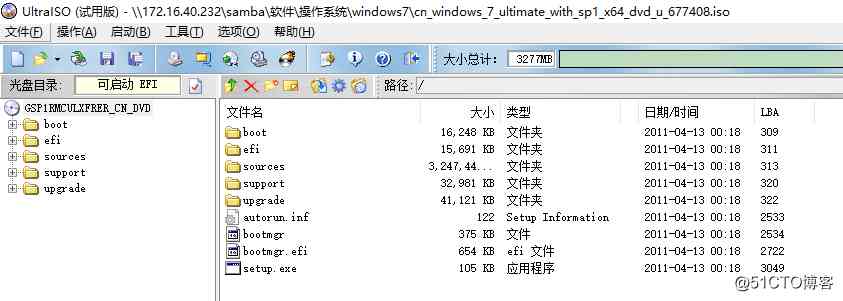 UltraISO (试用版) - \\172.16.40.232\samba\软件\操作系统\windows7\cn_windows_7_ultimate_with_sp1_x64_dvd_u_677408.iso
文件(F) 操作(A) 启动(B) 工具(T) 选项(O) 帮助(H)
大小总计: 3277MB
光盘目录: 可启动 EFI 路径: /
GSP1RMCULXFRER_CN_DVD
boot
efi
sources
support
upgrade
文件名 大小 类型 日期/时间 LBA
boot 16,248 KB 文件夹 2011-04-13 00:18 309
efi 15,691 KB 文件夹 2011-04-13 00:18 311
sources 3,247,44... 文件夹 2011-04-13 00:18 313
support 32,981 KB 文件夹 2011-04-13 00:18 320
upgrade 41,121 KB 文件夹 2011-04-13 00:18 322
autorun.inf 122 Setup Information 2011-04-13 00:18 2533
bootmgr 375 KB 文件 2011-04-13 00:18 2534
bootmgr.efi 654 KB efi 文件 2011-04-13 00:18 2722
setup.exe 105 KB 应用程序 2011-04-13 00:18 3049
@51CTO博客